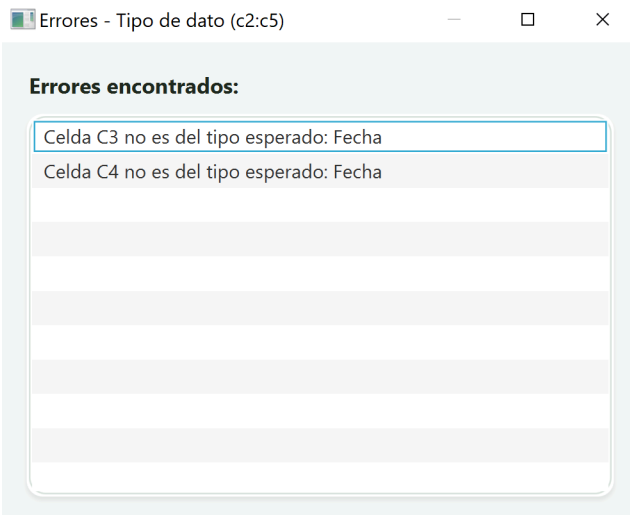 Errores - Tipo de dato (c2:c5)
Errores encontrados:
Celda C3 no es del tipo esperado: Fecha
Celda C4 no es del tipo esperado: Fecha